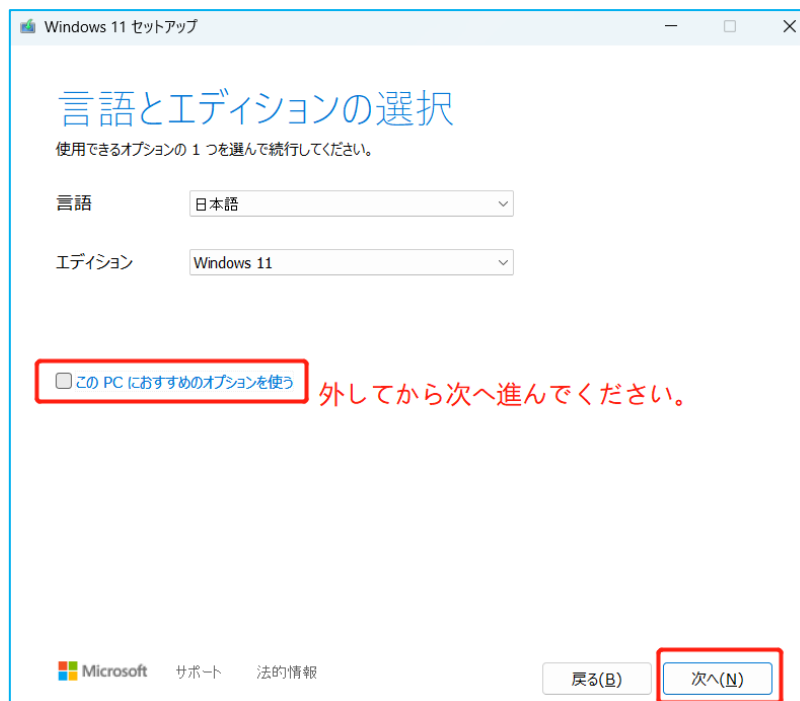 Windows 11 セットアップ
言語とエディションの選択
使用できるオプションの 1 つを選んで続行してください。
言語
日本語
エディション
Windows 11
この PC におすすめのオプションを使う
外してから次へ進んでください。
Microsoft サポート 法的情報
戻る(B)
次へ(N)